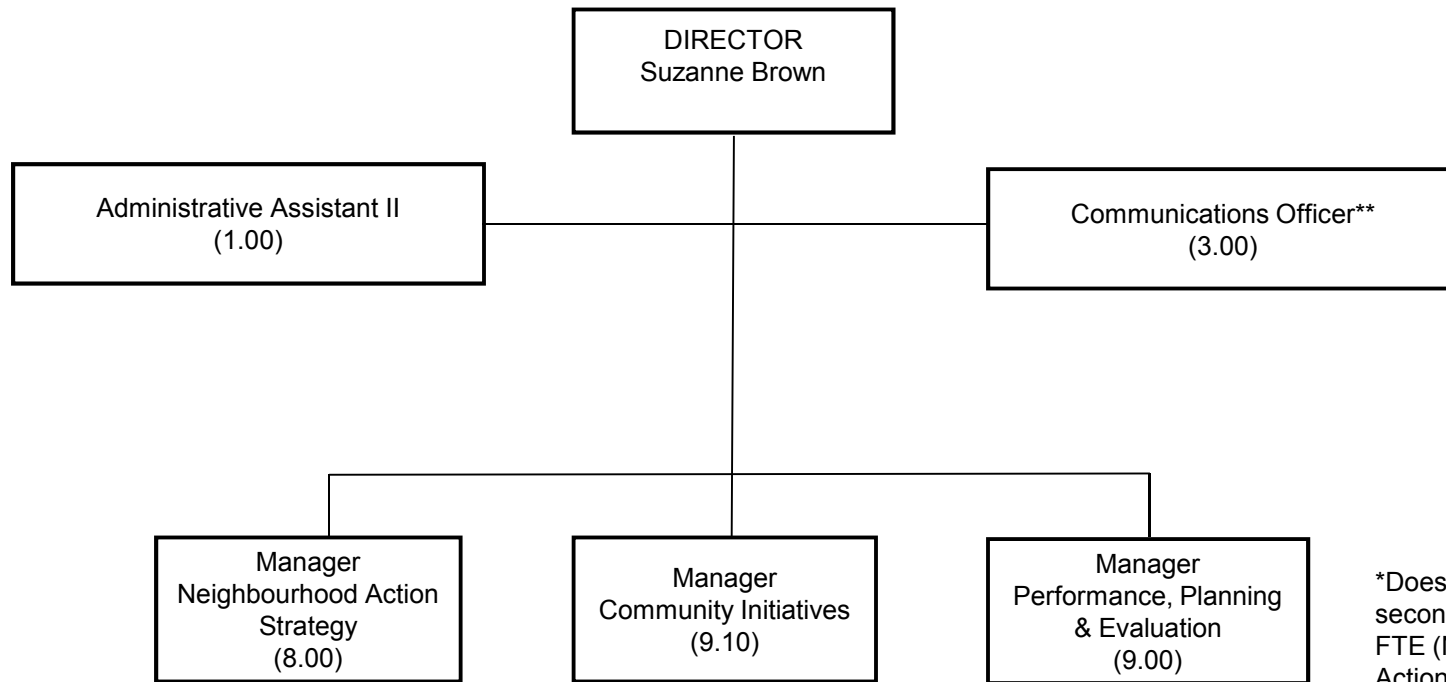 DIRECTOR
Suzanne Brown
Administrative Assistant II
(1.00)
Communications Officer**
(3.00)
Manager
Neighbourhood Action
Strategy
(8.00)
Manager
Community Initiatives
(9.10)
Manager
Performance, Planning
& Evaluation
(9.00)
*Does
secon
FTE (
Action